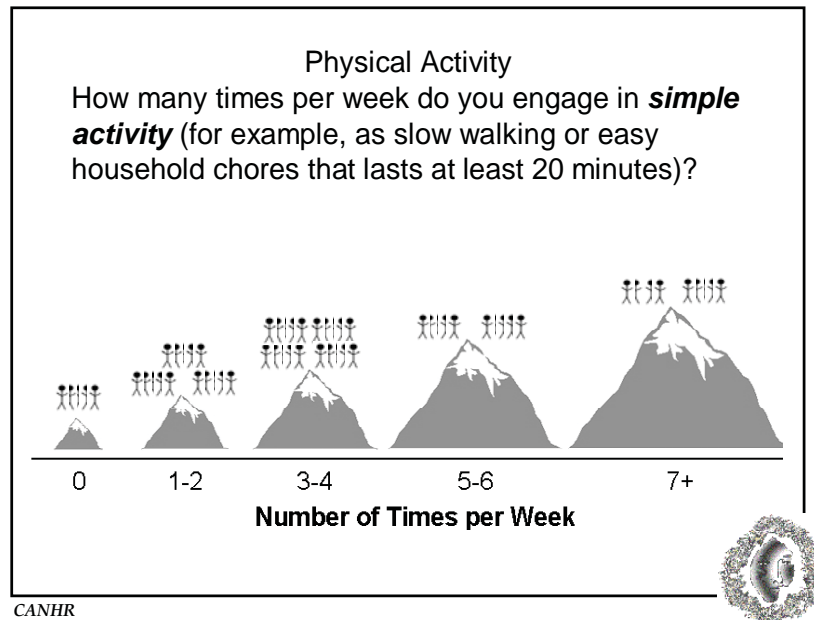 Physical Activity
How many times per week do you engage in simple
activity (for example, as slow walking or easy
household chores that lasts at least 20 minutes)?
0 1-2 3-4 5-6 7+
Number of Times per Week
CANHR